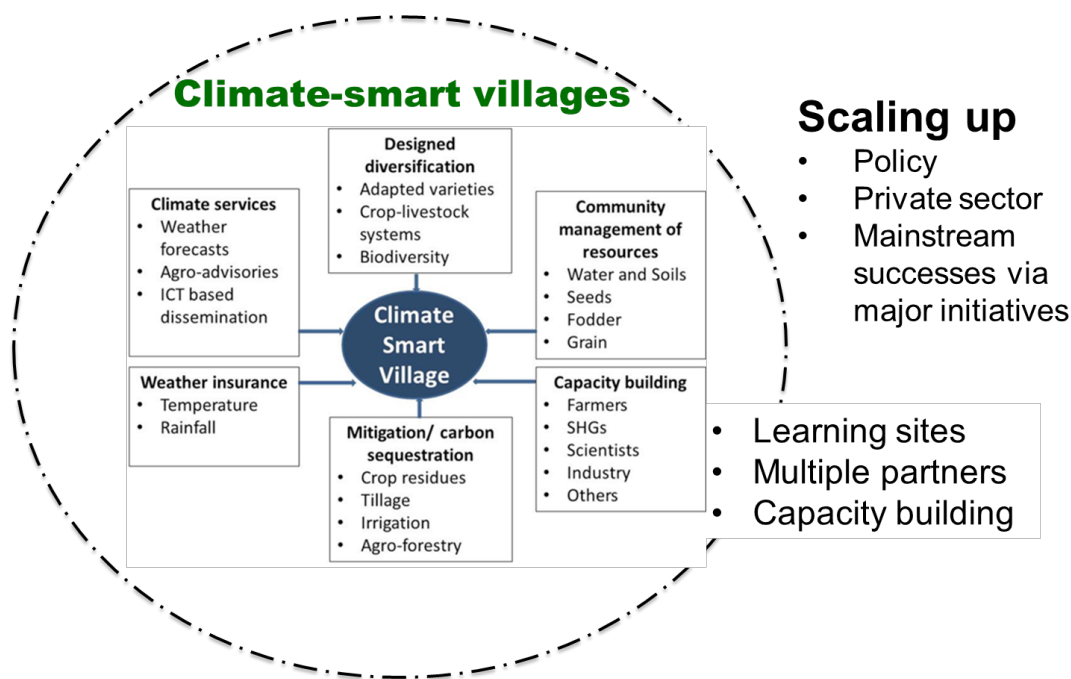 Climate-smart villages
Designed
diversification
• Adapted varieties
• Crop-livestock
systems
• Biodiversity
Climate services
• Weather
forecasts
• Agro-advisories
• ICT based
dissemination
Community
management of
resources
• Water and Soils
• Seeds
• Fodder
• Grain
Climate
Smart
Village
Weather insurance
• Temperature
• Rainfall
Mitigation/ carbon
sequestration
• Crop residues
• Tillage
• Irrigation
• Agro-forestry
Capacity building
• Farmers
• SHGs
• Scientists
• Industry
• Others
Scaling up
• Policy
• Private sector
• Mainstream
successes via
major initiatives
• Learning sites
• Multiple partners
• Capacity building